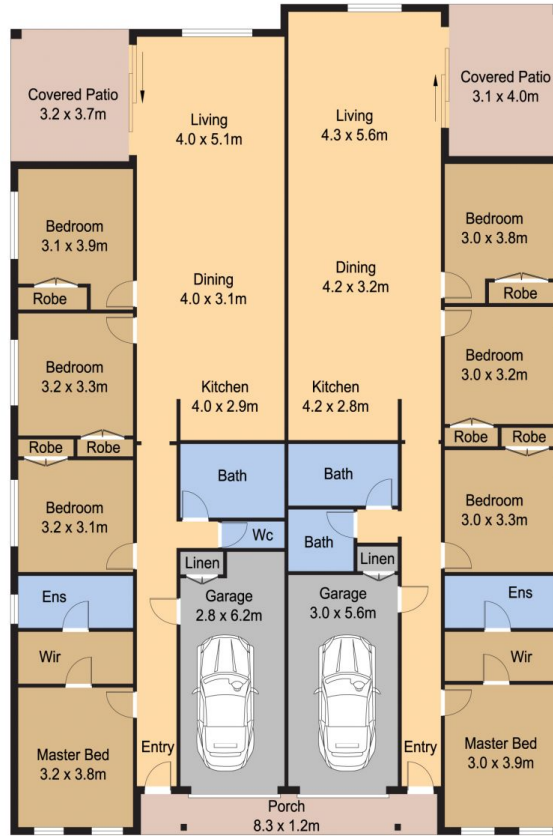 Covered Patio
3.2 x 3.7m
Living
4.0 x 5.1m
Living
4.3 x 5.6m
Covered Patio
3.1 x 4.0m
Bedroom
3.1 x 3.9m
Robe
Dining
4.0 x 3.1m
Dining
4.2 x 3.2m
Bedroom
3.0 x 3.8m
Robe
Bedroom
3.2 x 3.3m
Kitchen
4.0 x 2.9m
Kitchen
4.2 x 2.8m
Bedroom
3.0 x 3.2m
Robe
Robe
Robe
Robe
Bedroom
3.2 x 3.1m
Bath
Bath
Bedroom
3.0 x 3.3m
Wc
Bath
Linen
Linen
Ens
Garage
2.8 x 6.2m
Garage
3.0 x 5.6m
Ens
Wir
Wir
Master Bed
3.2 x 3.8m
Entry
Entry
Master Bed
3.0 x 3.9m
Porch
8.3 x 1.2m